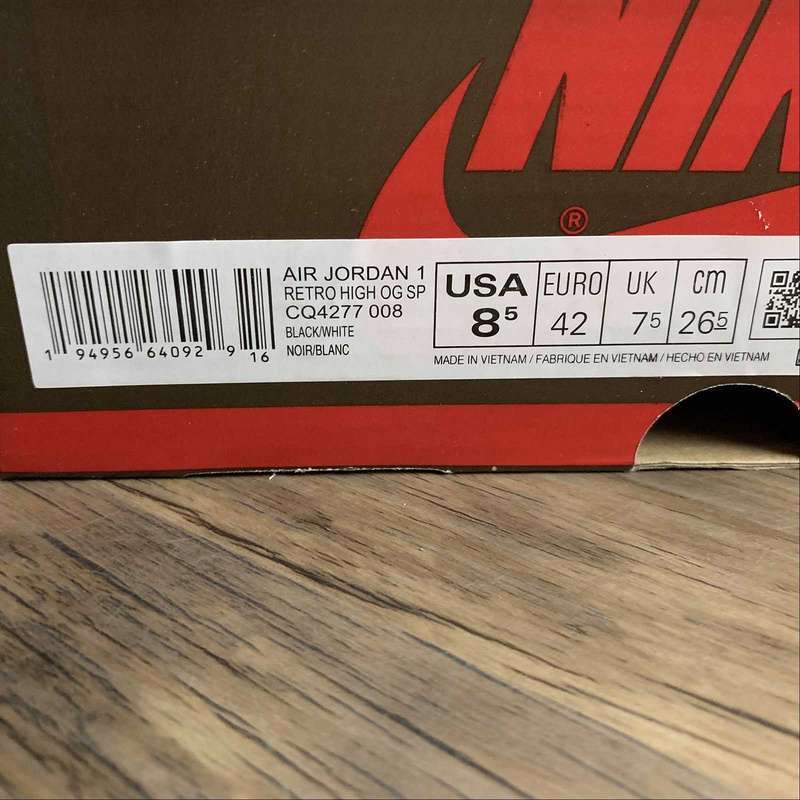 NIKE
®
AIR JORDAN 1
RETRO HIGH OG SP
CQ4277 008
BLACK/WHITE
NOIR/BLANC
1 94956 64092 9 16
USA EURO UK cm
8⁵ 42 7⁵ 26⁵
MADE IN VIETNAM / FABRIQUE EN VIETNAM / HECHO EN VIETNAM